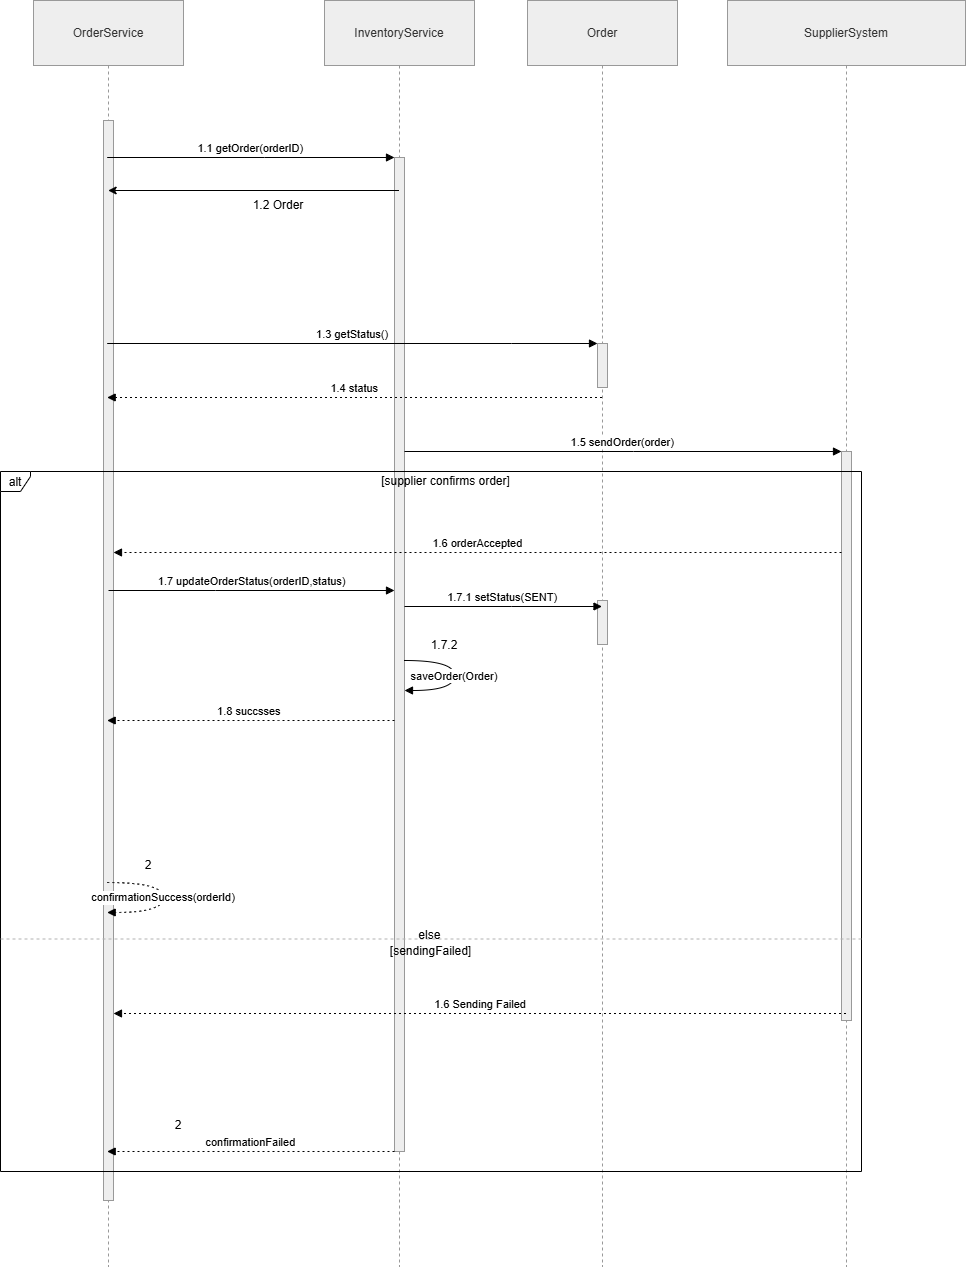 OrderService
InventoryService
Order
SupplierSystem
1.1 getOrder(orderID)
1.2 Order
1.3 getStatus()
1.4 status
1.5 sendOrder(order)
alt
[supplier confirms order]
1.6 orderAccepted
1.7 updateOrderStatus(orderID,status)
1.7.1 setStatus(SENT)
1.7.2
saveOrder(Order)
1.8 succsses
2
confirmationSuccess(orderId)
else
[sendingFailed]
1.6 Sending Failed
2
confirmationFailed